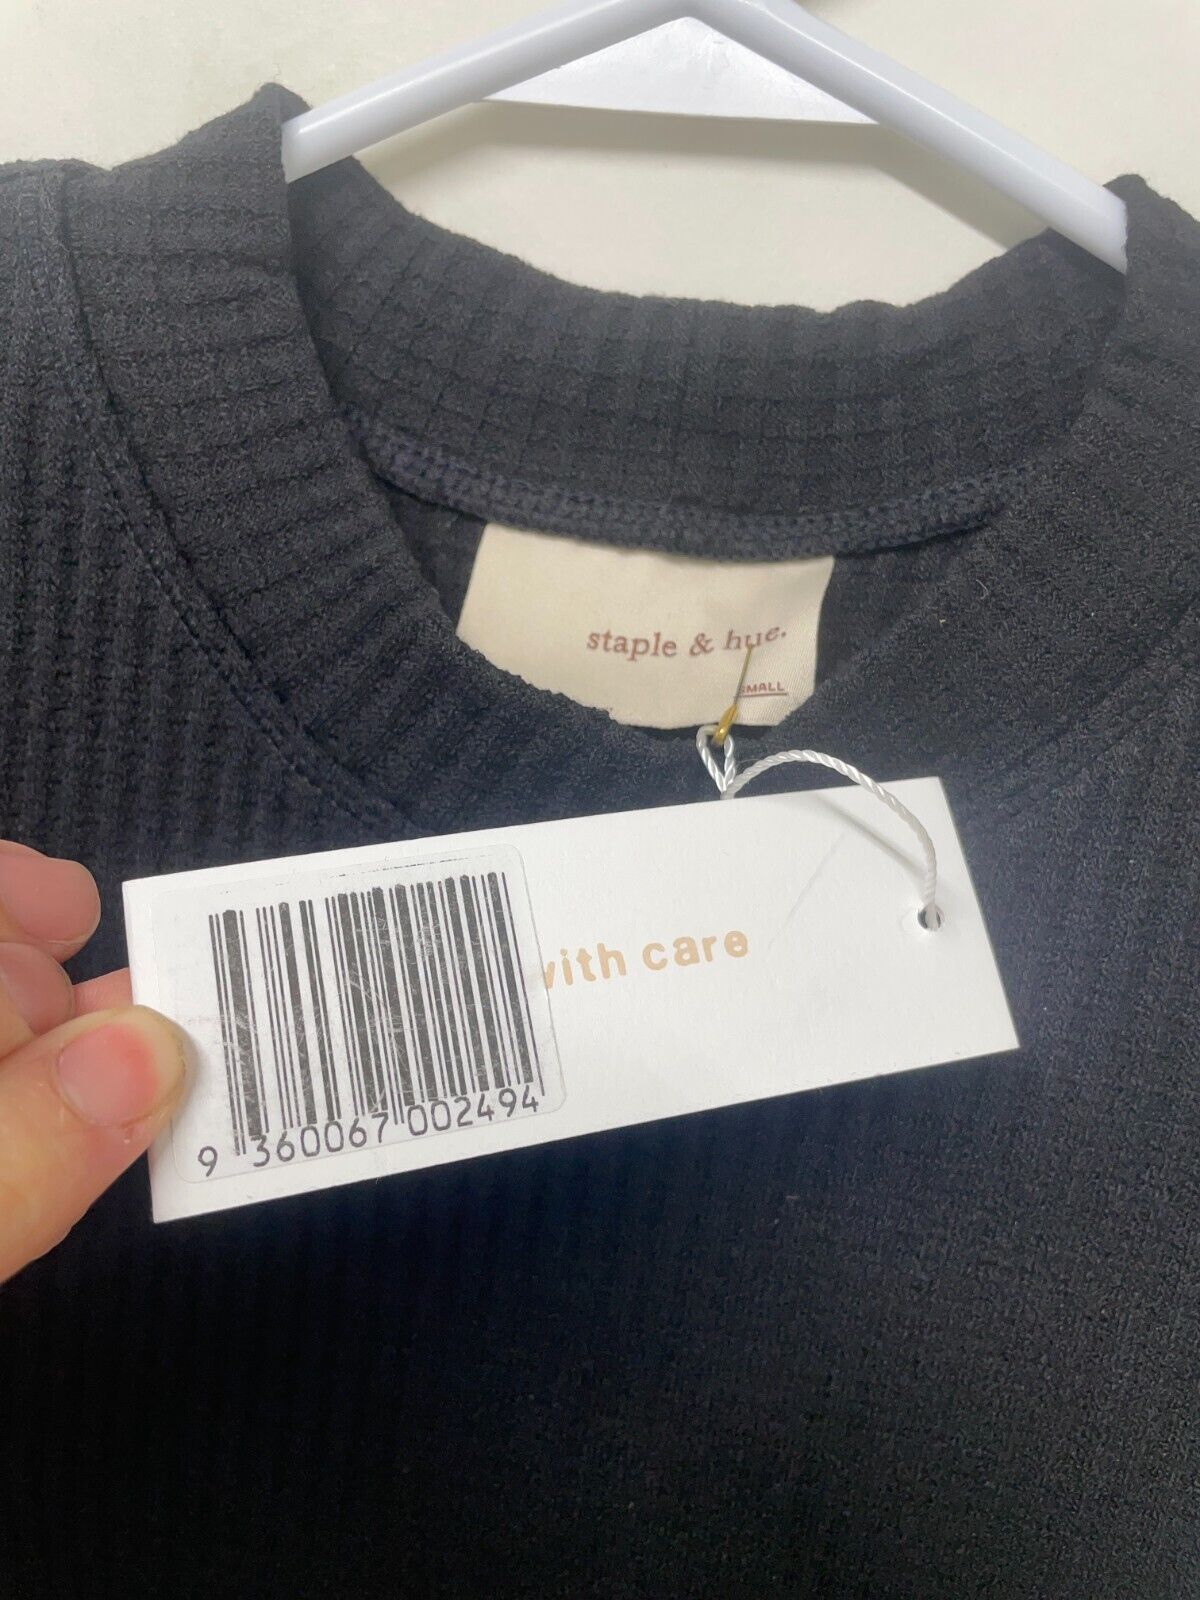 staple & hue.
SMALL
with care
9 360067 002494